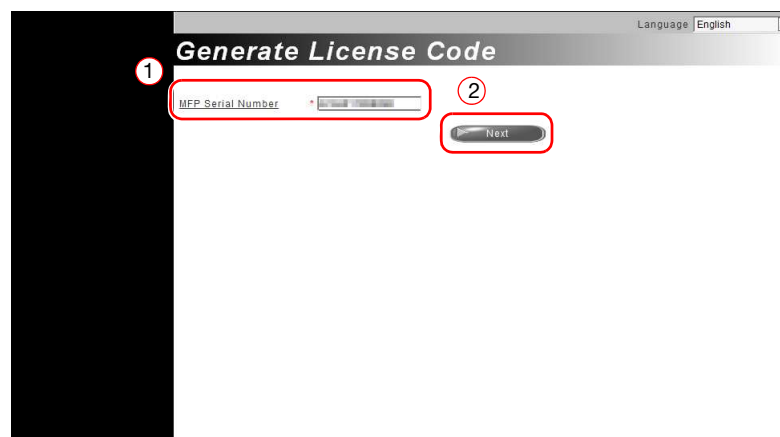 Language English
Generate License Code
1
2
MFP Serial Number *
Next